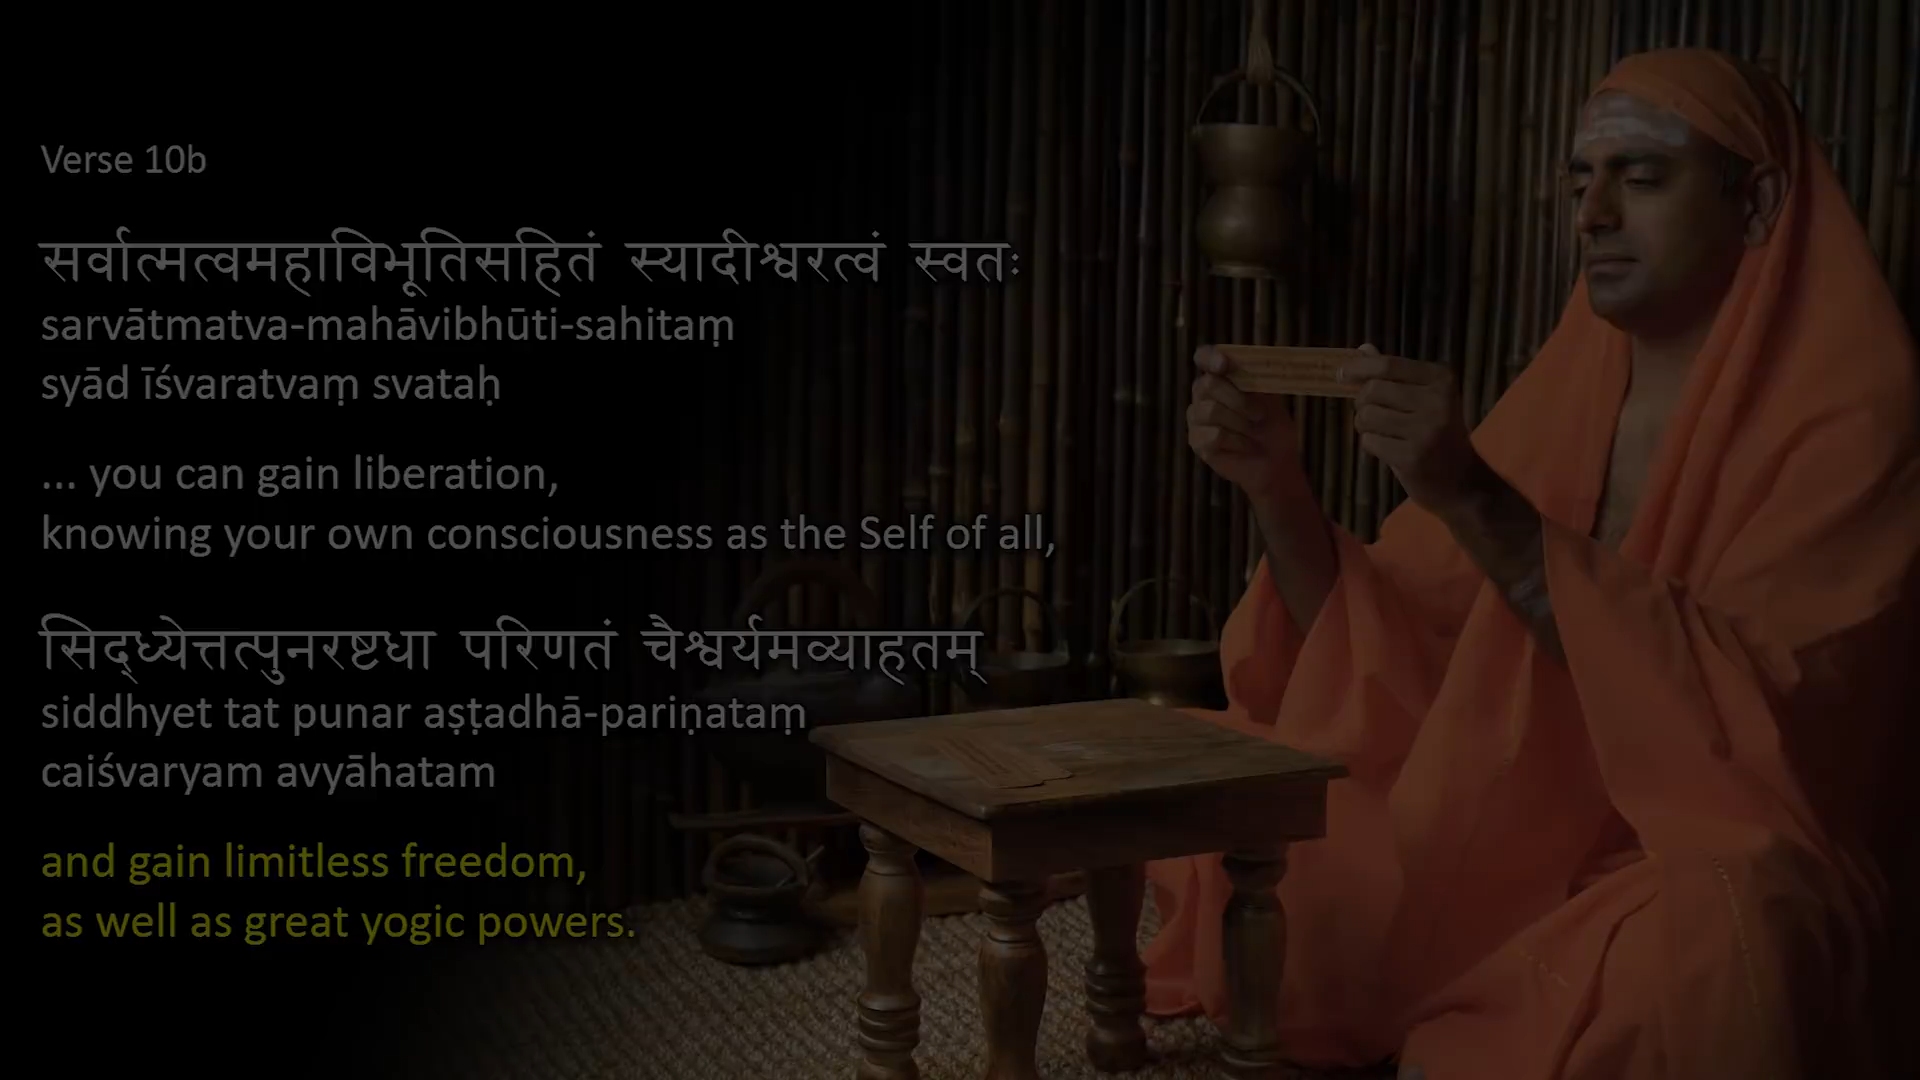 Verse 10b
सर्वात्मत्वमहाविभूतिसहितं स्यादीश्वरत्वं स्वतः
sarvātmatva-mahāvibhūti-sahitaṃ
syād īśvaratvaṃ svataḥ
... you can gain liberation,
knowing your own consciousness as the Self of all,
सिद्ध्येत्तत्पुनरष्टधा परिणतं चैश्वर्यमव्याहतम्
siddhyet tat punar aṣṭadhā-pariṇataṃ
caiśvaryam avyāhatam
and gain limitless freedom,
as well as great yogic powers.